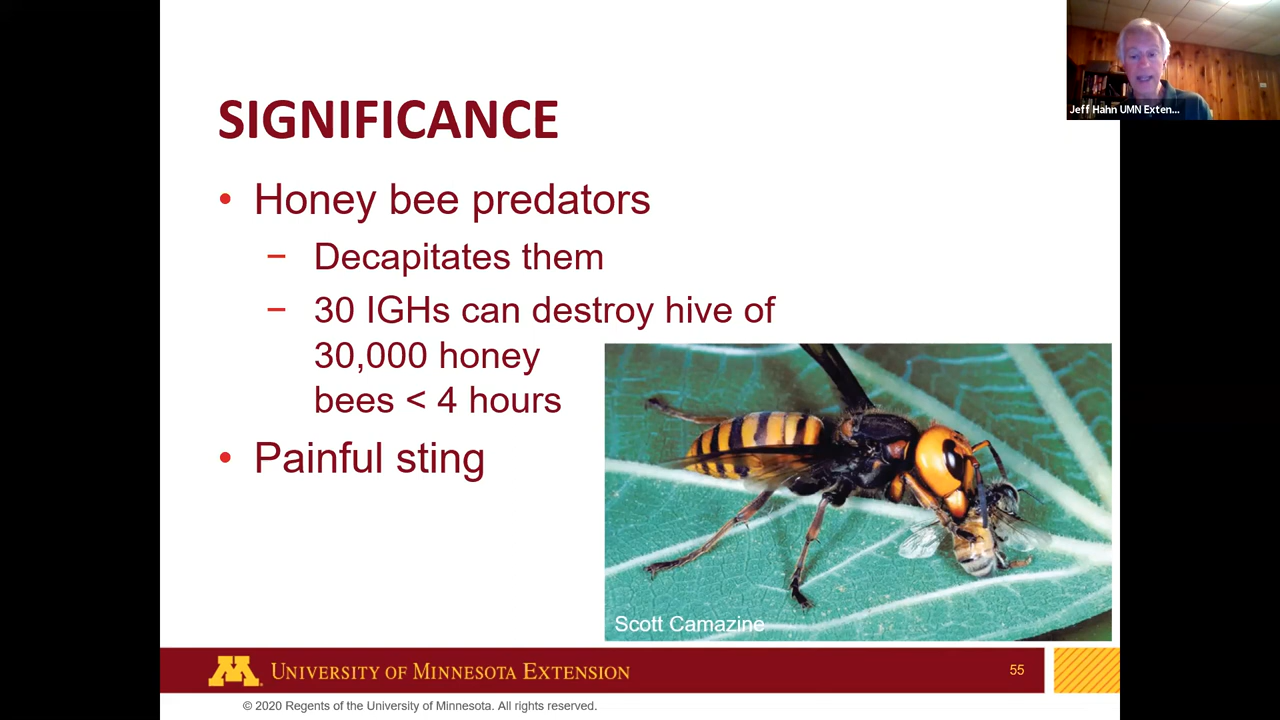 Jeff Hahn UMN Exten...
SIGNIFICANCE
• Honey bee predators
– Decapitates them
– 30 IGHs can destroy hive of
30,000 honey
bees < 4 hours
• Painful sting
Scott Camazine
M
UNIVERSITY OF MINNESOTA EXTENSION
55
© 2020 Regents of the University of Minnesota. All rights reserved.